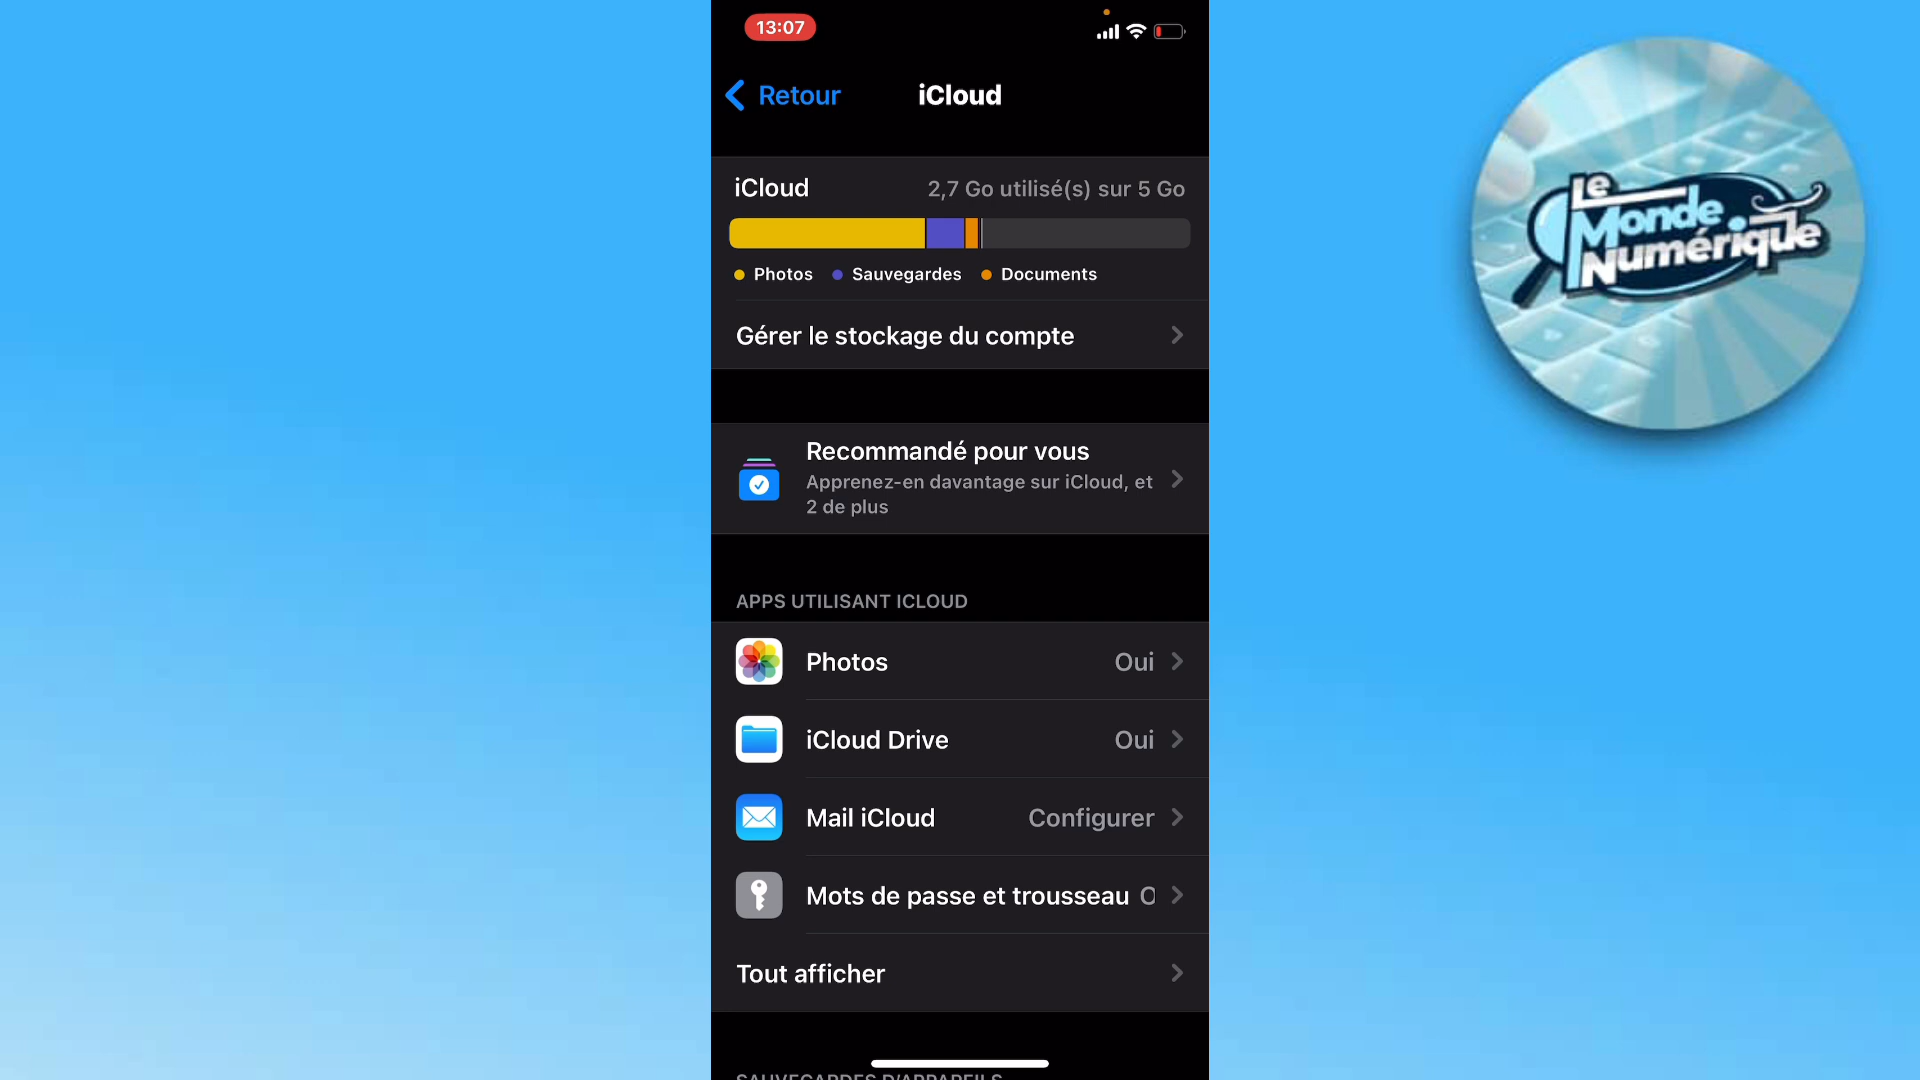 13:07
Retour
iCloud
iCloud
2,7 Go utilisé(s) sur 5 Go
Photos
Sauvegardes
Documents
Gérer le stockage du compte
Recommandé pour vous
Apprenez-en davantage sur iCloud, et
2 de plus
APPS UTILISANT ICLOUD
Photos
Oui
iCloud Drive
Oui
Mail iCloud
Configurer
Mots de passe et trousseau
Tout afficher
SAUVEGARDES D'APPAREILS
Le
Monde
Numérique